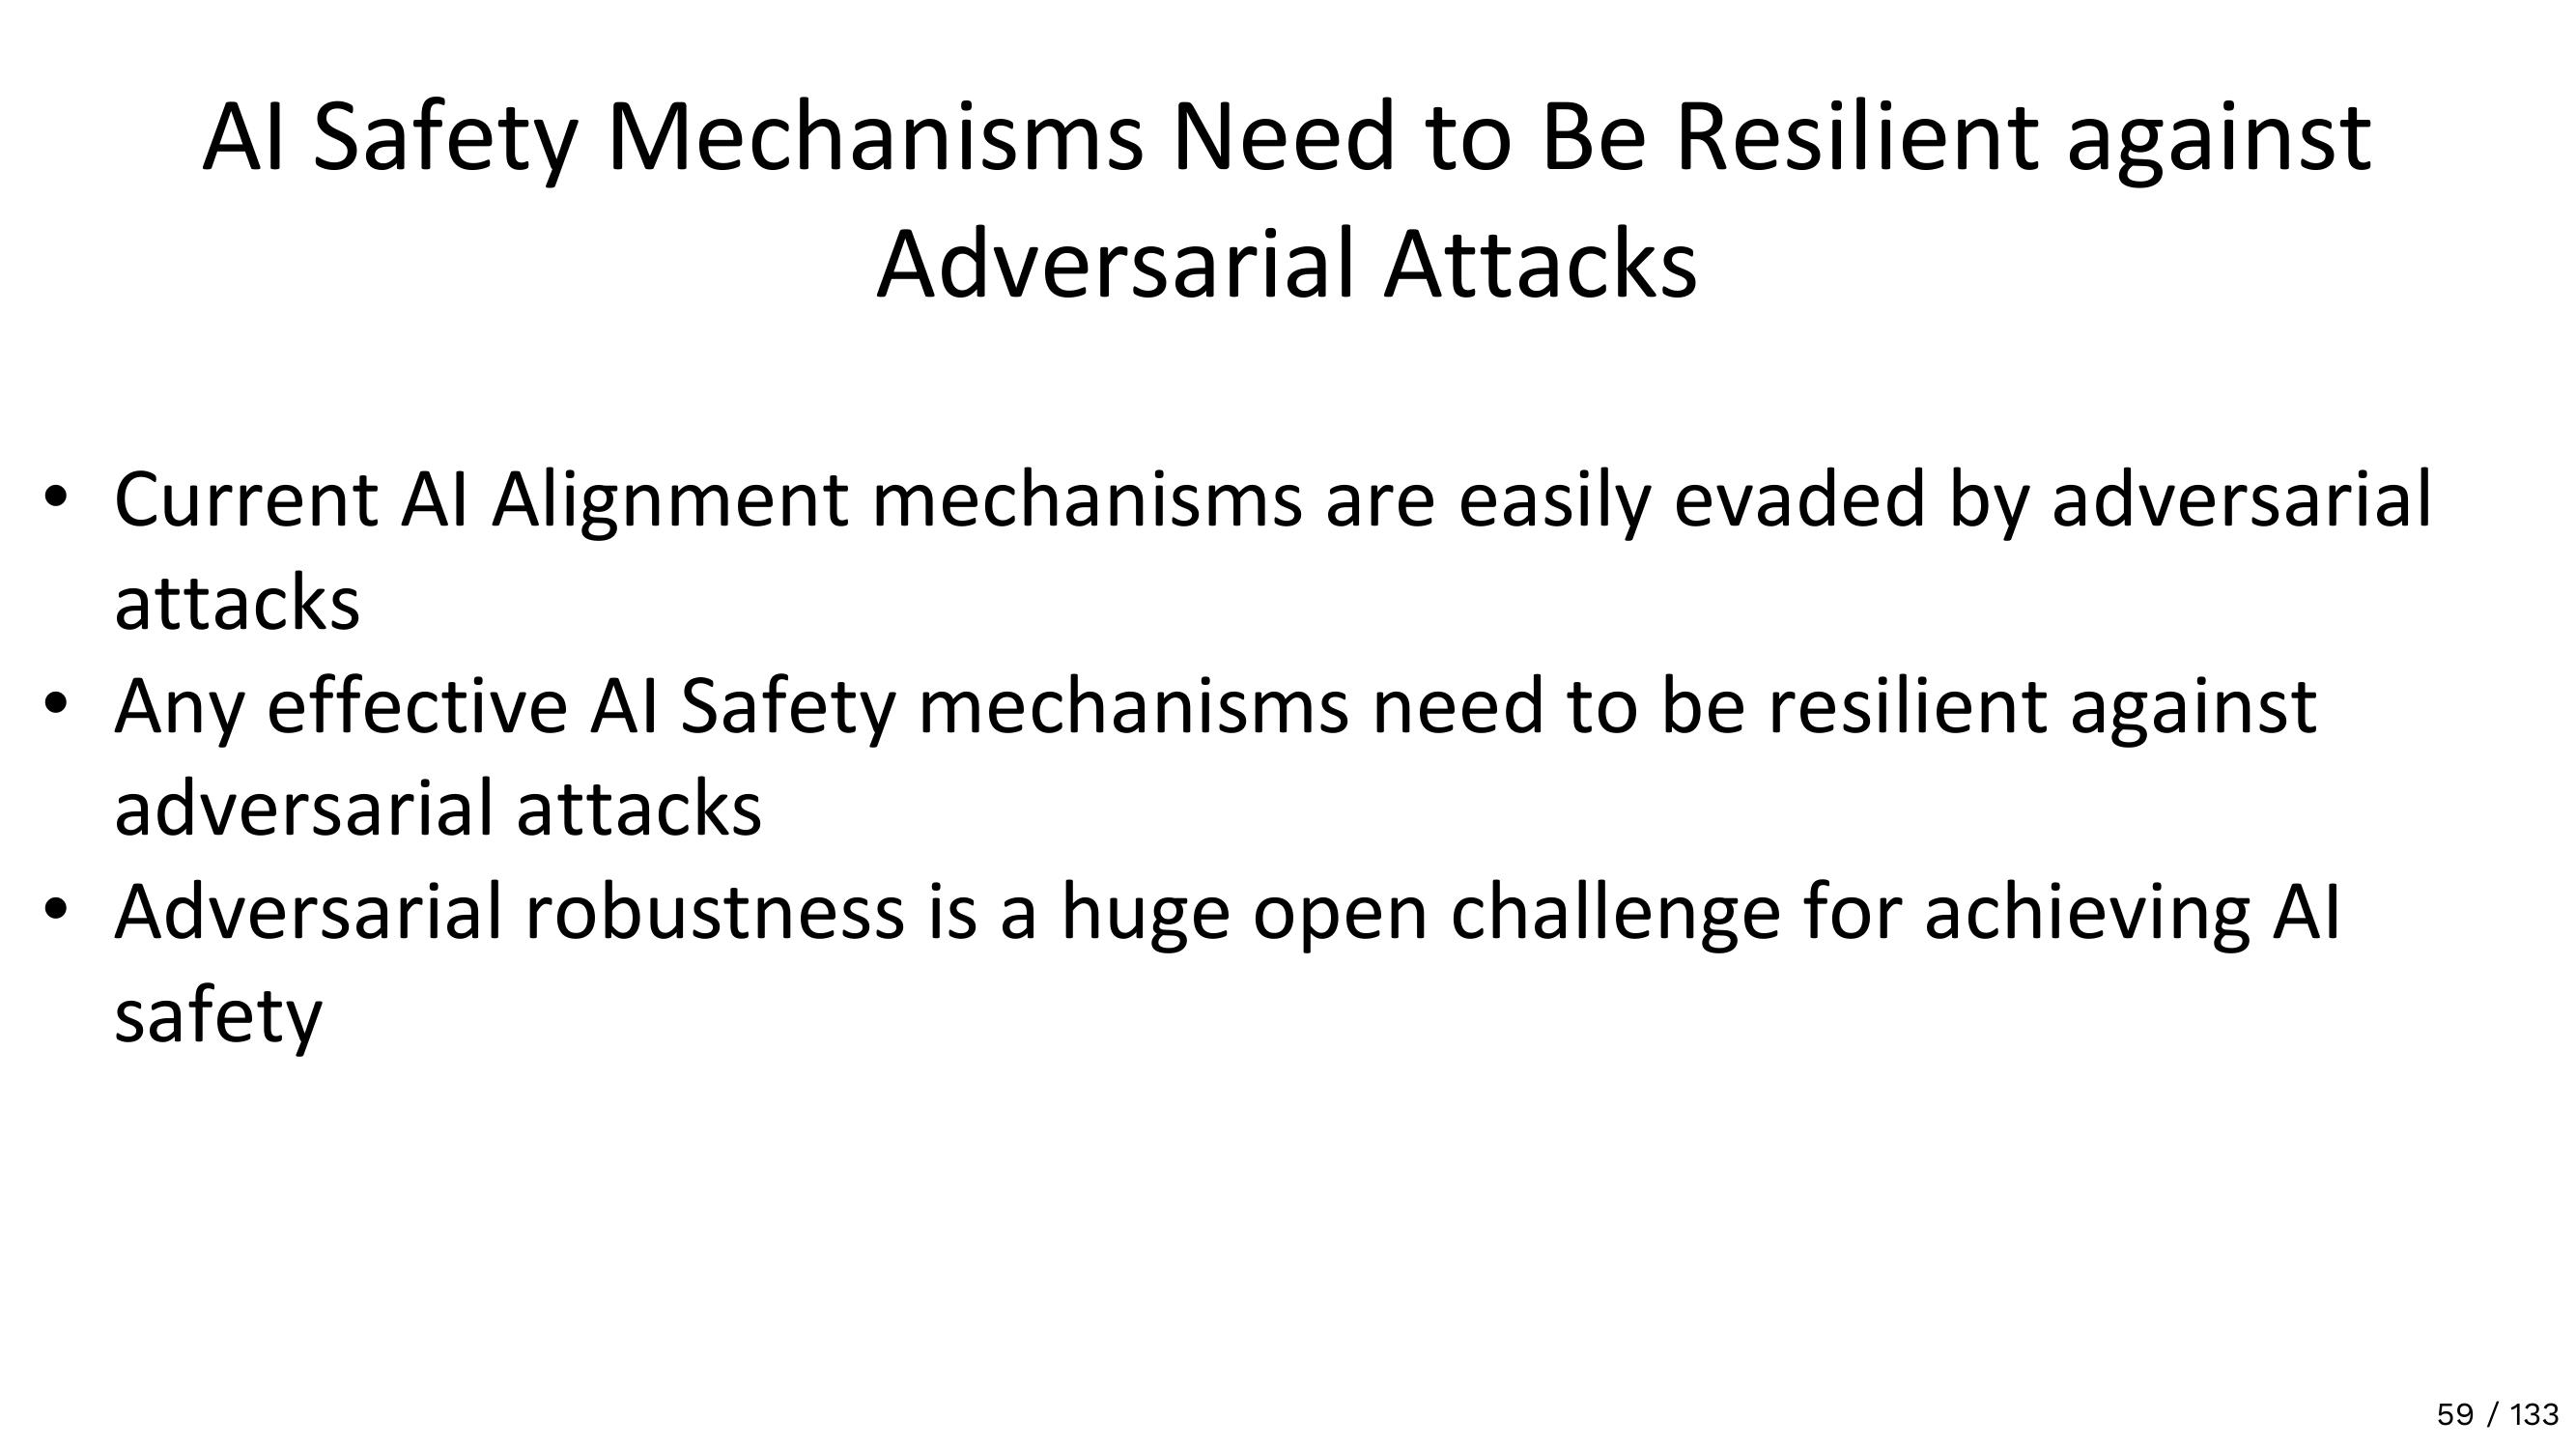 AI Safety Mechanisms Need to Be Resilient against
Adversarial Attacks
• Current AI Alignment mechanisms are easily evaded by adversarial
attacks
• Any effective AI Safety mechanisms need to be resilient against
adversarial attacks
• Adversarial robustness is a huge open challenge for achieving AI
safety
59 / 133